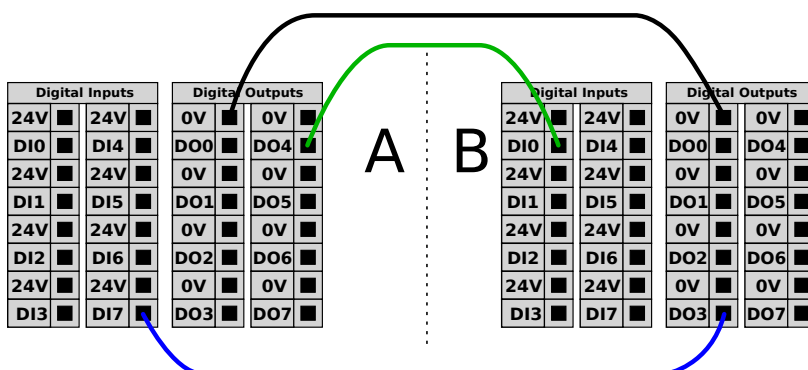 Digital Inputs Digital Outputs A B Digital Inputs Digital Outputs
24V 24V 0V 0V 24V 24V 0V 0V
DI0 DI4 DO0 DO4 DI0 DI4 DO0 DO4
24V 24V 0V 0V 24V 24V 0V 0V
DI1 DI5 DO1 DO5 DI1 DI5 DO1 DO5
24V 24V 0V 0V 24V 24V 0V 0V
DI2 DI6 DO2 DO6 DI2 DI6 DO2 DO6
24V 24V 0V 0V 24V 24V 0V 0V
DI3 DI7 DO3 DO7 DI3 DI7 DO3 DO7